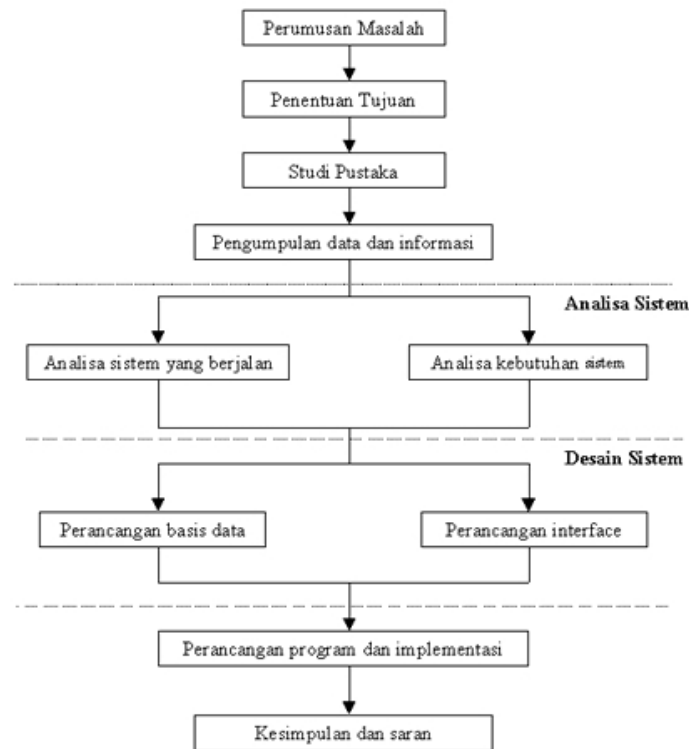 Perumusan Masalah
Penentuan Tujuan
Studi Pustaka
Pengumpulan data dan informasi
Analisa Sistem
Analisa sistem yang berjalan
Analisa kebutuhan sistem
Desain Sistem
Perancangan basis data
Perancangan interface
Perancangan program dan implementasi
Kesimpulan dan saran